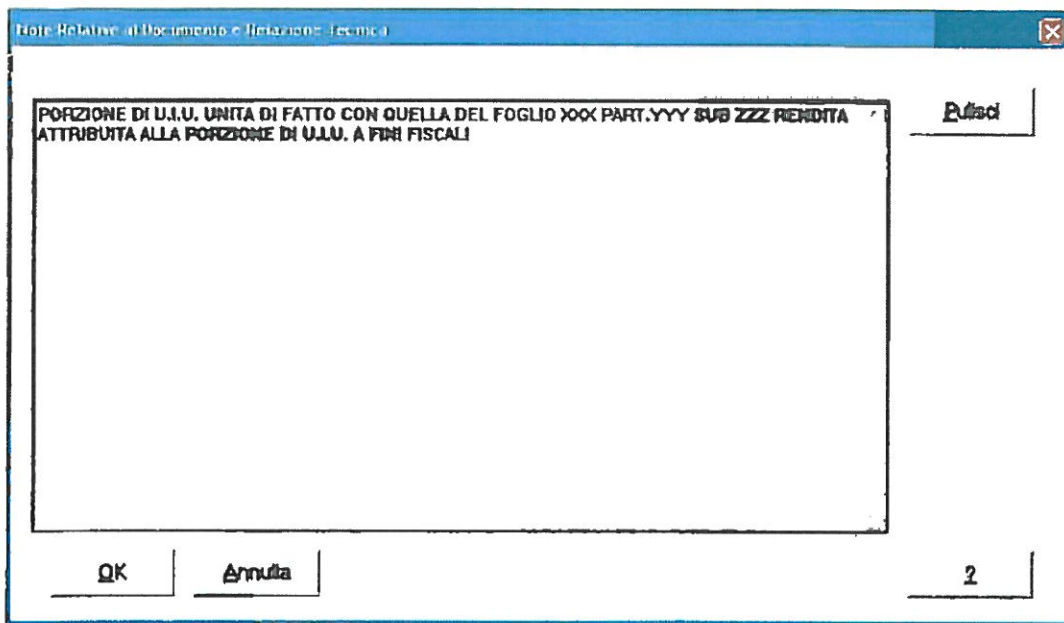 Note Relative al Documento e Relazione Tecnica
PORZIONE DI U.I.U. UNITA DI FATTO CON QUELLA DEL FOGLIO XXX PART.YYY SUB ZZZ RENDITA
ATTRIBUITA ALLA PORZIONE DI U.I.U. A FINI FISCALI
Pulisci
OK
Annulla
?